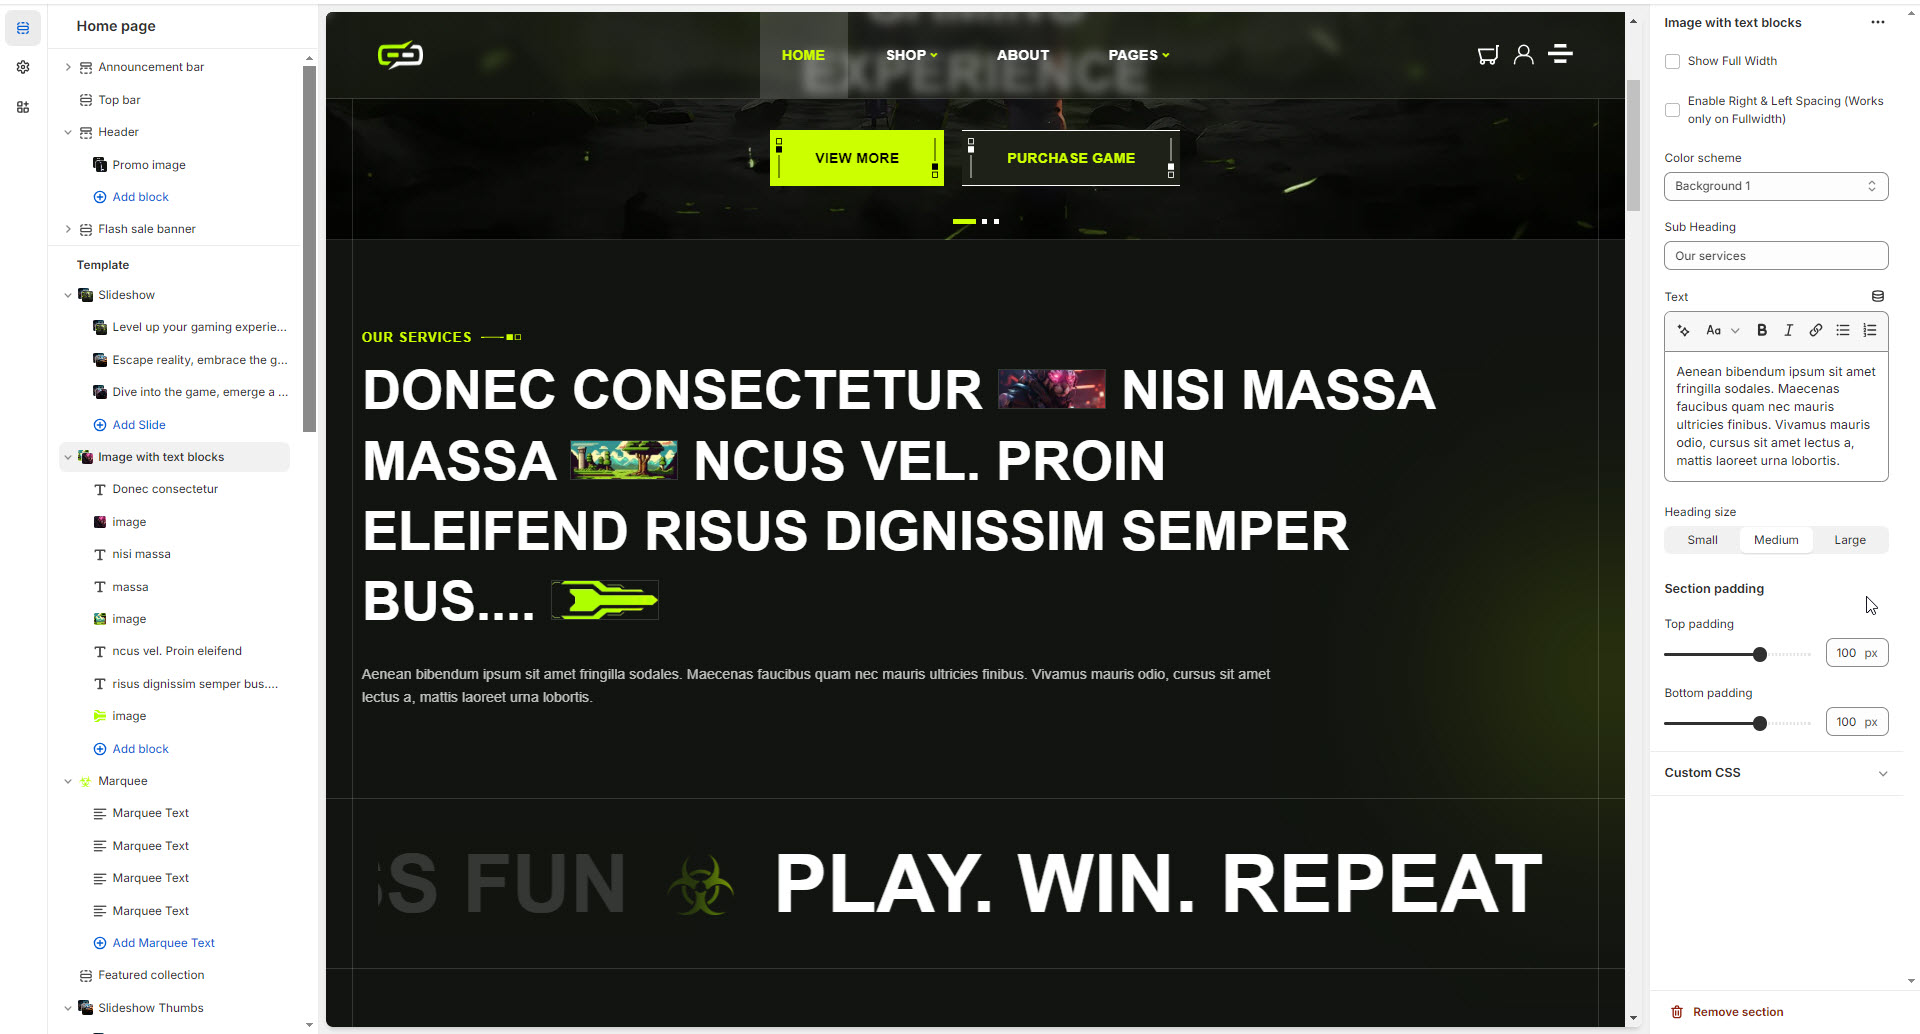 Home page
Announcement bar
Top bar
Header
Promo image
Add block
Flash sale banner
Template
Slideshow
Level up your gaming experie...
Escape reality, embrace the g...
Dive into the game, emerge a ...
Add Slide
Image with text blocks
Donec consectetur
image
nisi massa
massa
image
ncus vel. Proin eleifend
risus dignissim semper bus....
image
Add block
Marquee
Marquee Text
Marquee Text
Marquee Text
Marquee Text
Add Marquee Text
Featured collection
Slideshow Thumbs
GAMING
EXPERIENCE
HOME
SHOP
ABOUT
PAGES
VIEW MORE
PURCHASE GAME
OUR SERVICES
DONEC CONSECTETUR NISI MASSA
MASSA NCUS VEL. PROIN
ELEIFEND RISUS DIGNISSIM SEMPER
BUS....
Aenean bibendum ipsum sit amet fringilla sodales. Maecenas faucibus quam nec mauris ultricies finibus. Vivamus mauris odio, cursus sit amet
lectus a, mattis laoreet urna lobortis.
SS FUN PLAY. WIN. REPEAT
Image with text blocks
Show Full Width
Enable Right & Left Spacing (Works
only on Fullwidth)
Color scheme
Background 1
Sub Heading
Our services
Text
Aa
B
I
Aenean bibendum ipsum sit amet
fringilla sodales. Maecenas
faucibus quam nec mauris
ultricies finibus. Vivamus mauris
odio, cursus sit amet lectus a,
mattis laoreet urna lobortis.
Heading size
Small Medium Large
Section padding
Top padding
100 px
Bottom padding
100 px
Custom CSS
Remove section